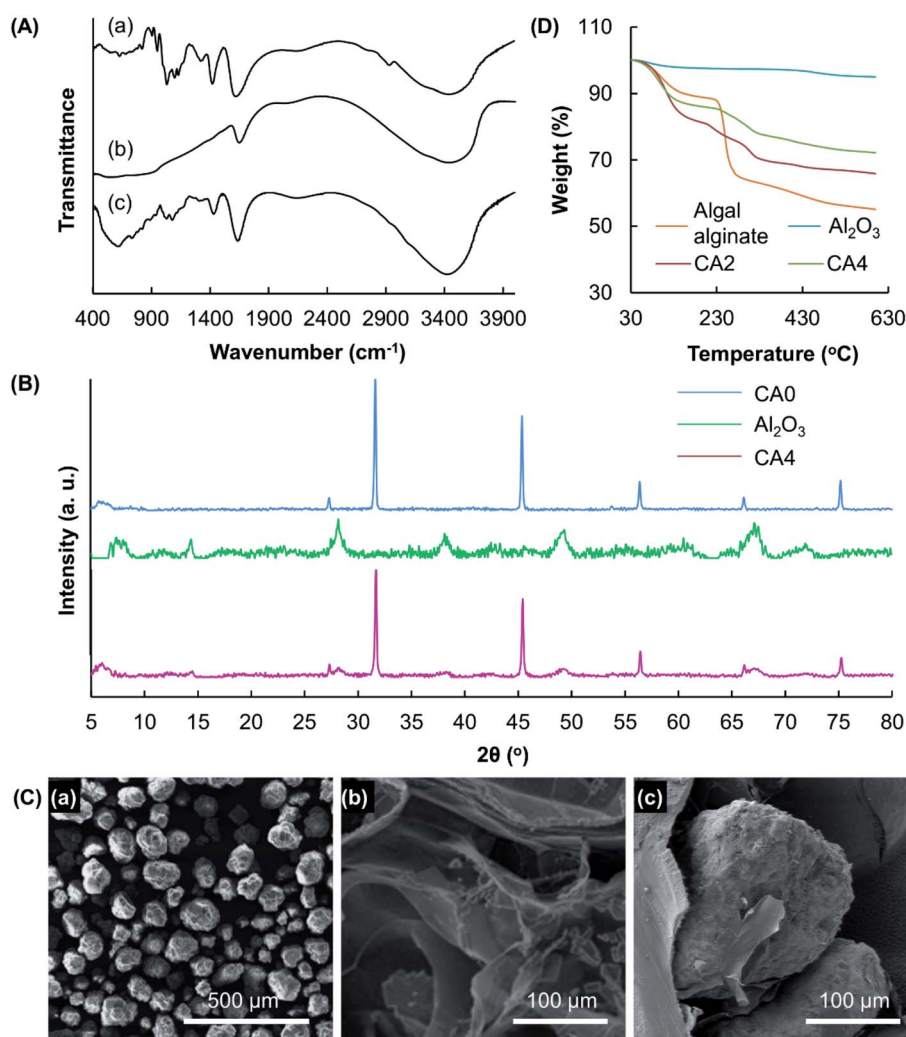 (A)
(a)
(b)
(c)
Transmittance
400 900 1400 1900 2400 2900 3400 3900
Wavenumber (cm⁻¹)
(D)
110
90
70
50
30
Weight (%)
Algal alginate
Al₂O₃
CA2
CA4
30 230 430 630
Temperature (ᵒC)
(B)
CA0
Al₂O₃
CA4
Intensity (a. u.)
5 10 15 20 25 30 35 40 45 50 55 60 65 70 75 80
2θ (ᵒ)
(C)
(a)
500 µm
(b)
100 µm
(c)
100 µm